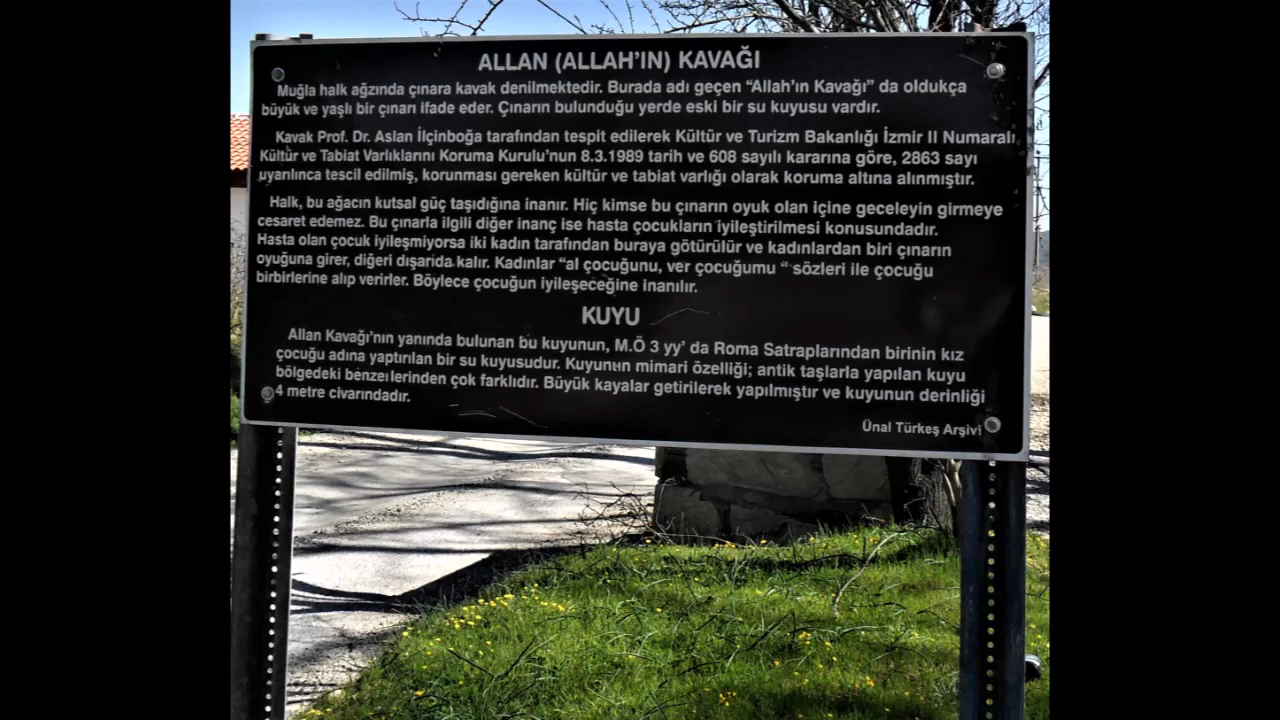 ALLAN (ALLAH'IN) KAVAĞI
Muğla halk ağzında çınara kavak denilmektedir. Burada adı geçen “Allah’ın Kavağı” da oldukça
büyük ve yaşlı bir çınarı ifade eder. Çınarın bulunduğu yerde eski bir su kuyusu vardır.
Kavak Prof. Dr. Aslan İlçinboğa tarafından tespit edilerek Kültür ve Turizm Bakanlığı İzmir II Numaralı
Kültür ve Tabiat Varlıklarını Koruma Kurulu’nun 8.3.1989 tarih ve 608 sayılı kararına göre, 2863 sayı
uyarılınca tescil edilmiş, korunması gereken kültür ve tabiat varlığı olarak koruma altına alınmıştır.
Halk, bu ağacın kutsal güç taşıdığına inanır. Hiç kimse bu çınarın oyuk olan içine geceleyin girmeye
cesaret edemez. Bu çınarla ilgili diğer inanç ise hasta çocukların iyileştirilmesi konusundadır.
Hasta olan çocuk iyileşmiyorsa iki kadın tarafından buraya götürülür ve kadınlardan biri çınarın
oyuğuna girer, diğeri dışarıda kalır. Kadınlar “al çocuğunu, ver çocuğumu “ sözleri ile çocuğu
birbirlerine alıp verirler. Böylece çocuğun iyileşeceğine inanılır.
KUYU
Allan Kavağı’nın yanında bulunan bu kuyunun, M.Ö 3 yy’ da Roma Satraplarından birinin kız
çocuğu adına yaptırılan bir su kuyusudur. Kuyunun mimari özelliği; antik taşlarla yapılan kuyu
bölgedeki benzerlerinden çok farklıdır. Büyük kayalar getirilerek yapılmıştır ve kuyunun derinliği
4 metre civarındadır.
Ünal Türkeş Arşivi